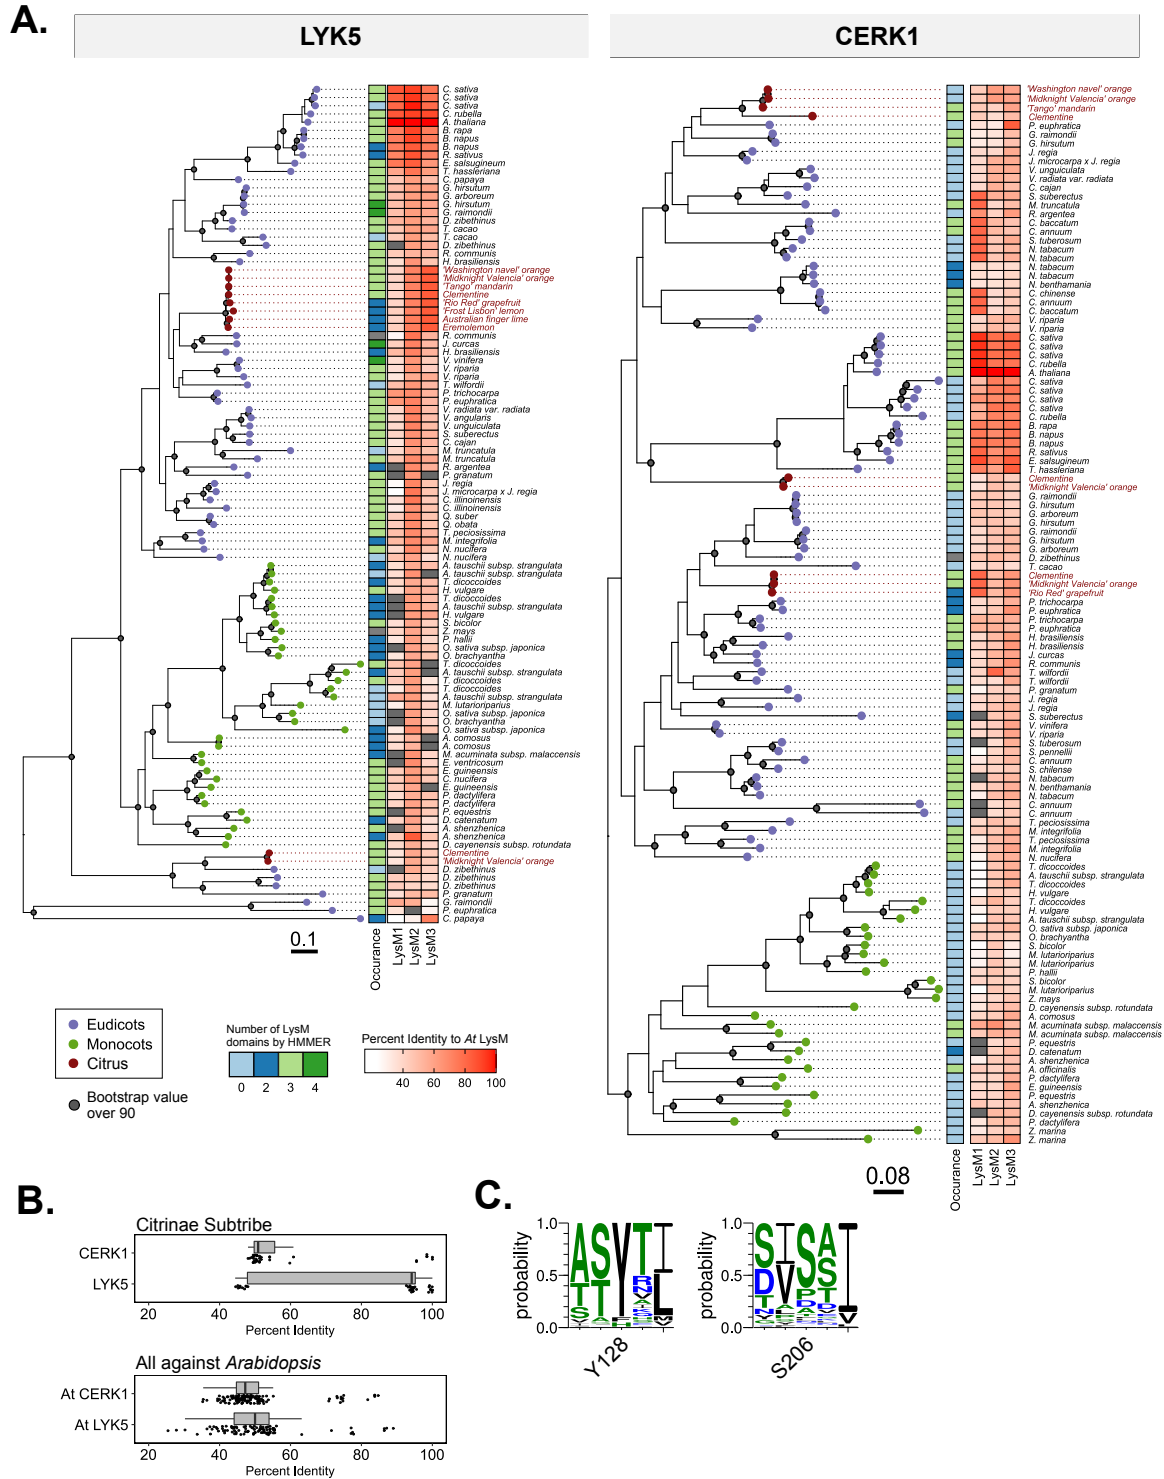 A.
LYK5
CERK1
C. sativa
C. sativa
C. sativa
C. rubella
A. thaliana
B. rapa
B. napus
B. napus
R. sativus
E. salsugineum
T. hassleriana
C. papaya
G. hirsutum
G. arboreum
G. hirsutum
G. raimondii
D. zibethinus
T. cacao
T. cacao
D. zibethinus
R. communis
H. brasiliensis
'Washington navel' orange
'Midknight Valencia' orange
'Tango' mandarin
Clementine
'Rio Red' grapefruit
'Frost Lisbon' lemon
Australian finger lime
Eremolemon
R. communis
J. curcas
H. brasiliensis
V. vinifera
V. riparia
V. riparia
T. wilfordii
P. trichocarpa
P. euphratica
V. radiata var. radiata
V. angularis
V. unguiculata
S. suberectus
C. cajan
M. truncatula
M. truncatula
R. argentea
P. granatum
J. regia
J. microcarpa x J. regia
C. illinoinensis
C. illinoinensis
Q. suber
Q. obata
T. peciosissima
M. integrifolia
N. nucifera
N. nucifera
A. tauschii subsp. strangulata
A. tauschii subsp. strangulata
T. dicoccoides
H. vulgare
T. dicoccoides
A. tauschii subsp. strangulata
H. vulgare
S. bicolor
Z. mays
P. hallii
O. sativa subsp. japonica
O. brachyantha
T. dicoccoides
A. tauschii subsp. strangulata
T. dicoccoides
T. dicoccoides
A. tauschii subsp. strangulata
M. lutarioriparius
O. sativa subsp. japonica
O. brachyantha
O. sativa subsp. japonica
A. comosus
A. comosus
M. acuminata subsp. malaccensis
E. ventricosum
E. guineensis
C. nucifera
E. guineensis
P. dactylifera
P. dactylifera
P. equestris
D. catenatum
A. shenzhenica
A. shenzhenica
D. cayenensis subsp. rotundata
Clementine
'Midknight Valencia' orange
D. zibethinus
D. zibethinus
D. zibethinus
P. granatum
G. raimondii
P. euphratica
C. papaya
0.1
Occurance
LysM1
LysM2
LysM3
'Washington navel' orange
'Midknight Valencia' orange
'Tango' mandarin
Clementine
P. euphratica
G. raimondii
G. hirsutum
J. regia
J. microcarpa x J. regia
V. unguiculata
V. radiata var. radiata
C. cajan
S. suberectus
M. truncatula
R. argentea
C. baccatum
C. annuum
S. tuberosum
N. tabacum
N. tabacum
N. tabacum
N. tabacum
N. benthamiana
C. chinense
C. annuum
C. baccatum
V. riparia
V. riparia
C. sativa
C. sativa
C. sativa
C. rubella
A. thaliana
C. sativa
C. sativa
C. sativa
C. sativa
C. rubella
B. rapa
B. napus
B. napus
R. sativus
E. salsugineum
T. hassleriana
Clementine
'Midknight Valencia' orange
G. raimondii
G. hirsutum
G. arboreum
G. hirsutum
G. raimondii
G. hirsutum
G. arboreum
D. zibethinus
T. cacao
Clementine
'Midknight Valencia' orange
'Rio Red' grapefruit
P. trichocarpa
P. euphratica
P. trichocarpa
P. euphratica
H. brasiliensis
H. brasiliensis
J. curcas
R. communis
T. wilfordii
T. wilfordii
P. granatum
J. regia
J. regia
S. suberectus
V. vinifera
V. riparia
S. tuberosum
S. pennellii
C. annuum
S. chilense
N. tabacum
N. benthamiana
N. tabacum
C. annuum
C. annuum
T. peciosissima
M. integrifolia
T. peciosissima
M. integrifolia
N. nucifera
T. dicoccoides
A. tauschii subsp. strangulata
T. dicoccoides
H. vulgare
T. dicoccoides
H. vulgare
A. tauschii subsp. strangulata
O. sativa subsp. japonica
O. brachyantha
S. bicolor
M. lutarioriparius
M. lutarioriparius
P. hallii
S. bicolor
M. lutarioriparius
Z. mays
D. cayenensis subsp. rotundata
A. comosus
M. acuminata subsp. malaccensis
M. acuminata subsp. malaccensis
P. equestris
D. catenatum
A. shenzhenica
A. officinalis
P. dactylifera
E. guineensis
P. equestris
A. shenzhenica
D. cayenensis subsp. rotundata
P. dactylifera
Z. marina
Z. marina
0.08
Occurance
LysM1
LysM2
LysM3
Eudicots
Monocots
Citrus
Bootstrap value
over 90
Number of LysM
domains by HMMER
0 2 3 4
Percent Identity to At LysM
40 60 80 100
B.
Citrinae Subtribe
CERK1
LYK5
20 40 60 80 100
Percent Identity
All against Arabidopsis
At CERK1
At LYK5
20 40 60 80 100
Percent Identity
C.
probability
1.0
0.5
0.0
Y128
probability
1.0
0.5
0.0
S206